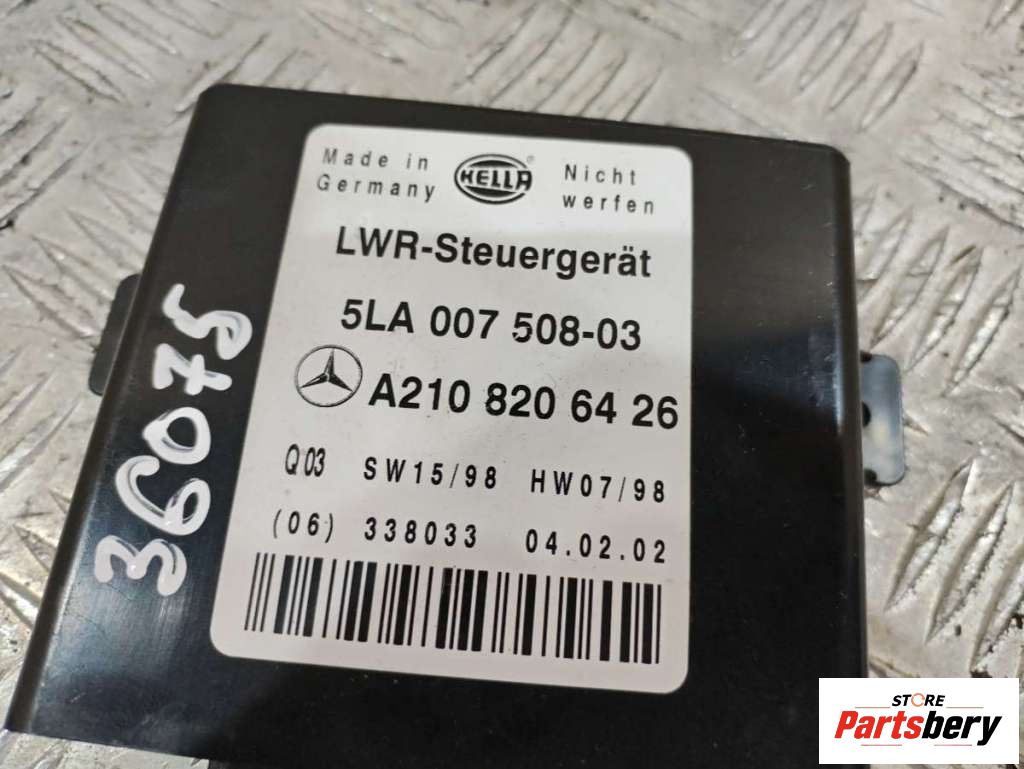 Made in
Germany
HELLA
®
Nicht
werfen
LWR-Steuergerät
5LA 007 508-03
A210 820 64 26
Q03 SW15/98 HW07/98
(06) 338033 04.02.02
36075
STORE
Partsbery